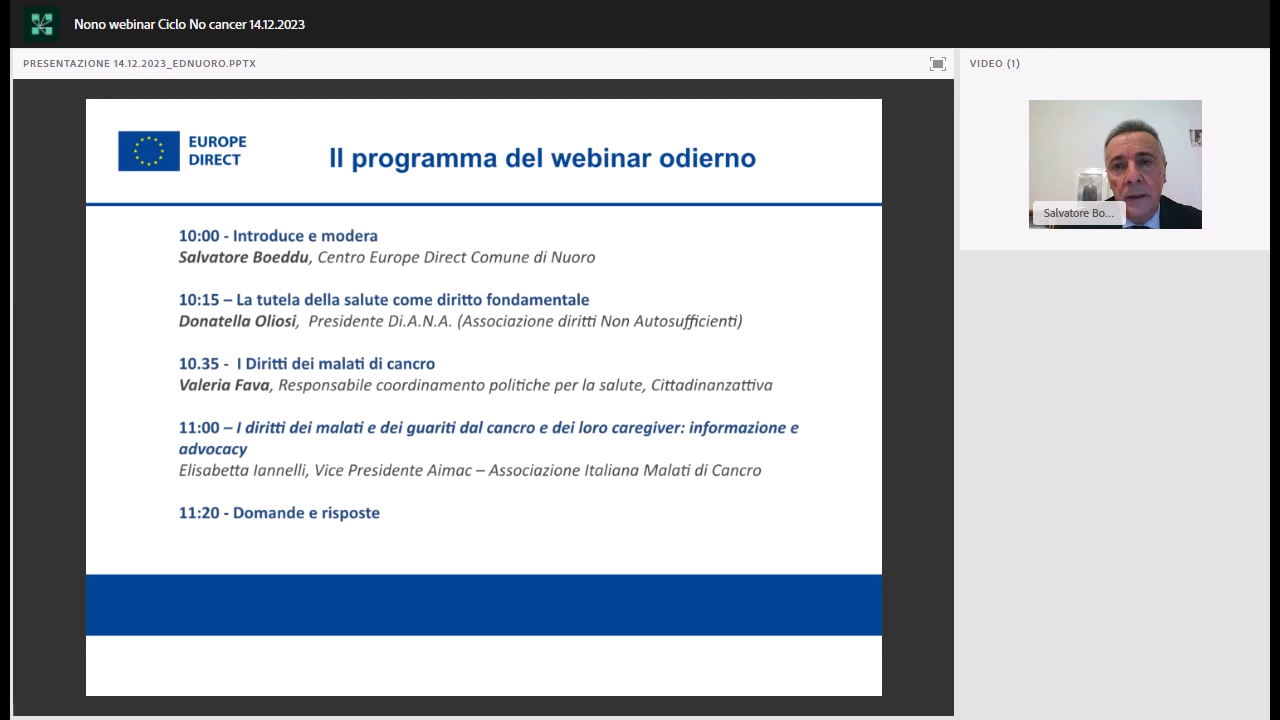 Nono webinar Ciclo No cancer 14.12.2023
PRESENTAZIONE 14.12.2023_EDNUORO.PPTX
VIDEO (1)
EUROPE
DIRECT
Il programma del webinar odierno
10:00 - Introduce e modera
Salvatore Boeddu, Centro Europe Direct Comune di Nuoro
10:15 – La tutela della salute come diritto fondamentale
Donatella Oliosi, Presidente Di.A.N.A. (Associazione diritti Non Autosufficienti)
10.35 - I Diritti dei malati di cancro
Valeria Fava, Responsabile coordinamento politiche per la salute, Cittadinanzattiva
11:00 – I diritti dei malati e dei guariti dal cancro e dei loro caregiver: informazione e
advocacy
Elisabetta Iannelli, Vice Presidente Aimac – Associazione Italiana Malati di Cancro
11:20 - Domande e risposte
Salvatore Bo...